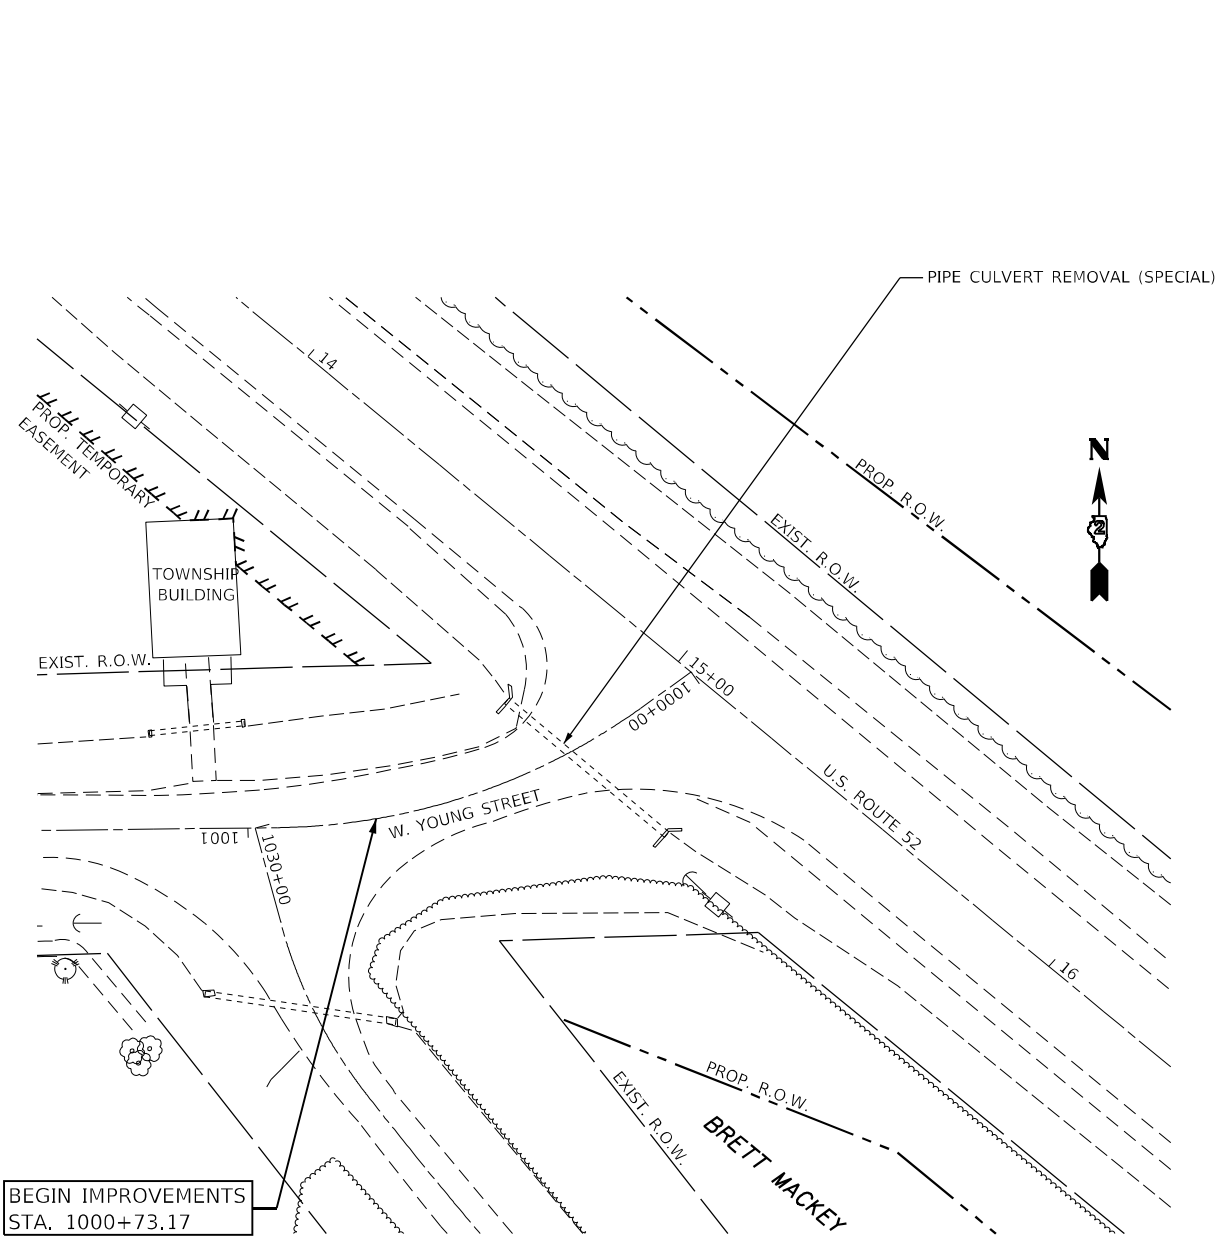 PIPE CULVERT REMOVAL (SPECIAL)
14
PROP. TEMPORARY
EASEMENT
N
2
PROP. R.O.W.
EXIST. R.O.W.
TOWNSHIP
BUILDING
EXIST. R.O.W.
15+00
1000+00
U.S. ROUTE 52
W. YOUNG STREET
1001
1030+00
16
PROP. R.O.W.
EXIST. R.O.W.
BRETT MACKEY
BEGIN IMPROVEMENTS
STA. 1000+73.17